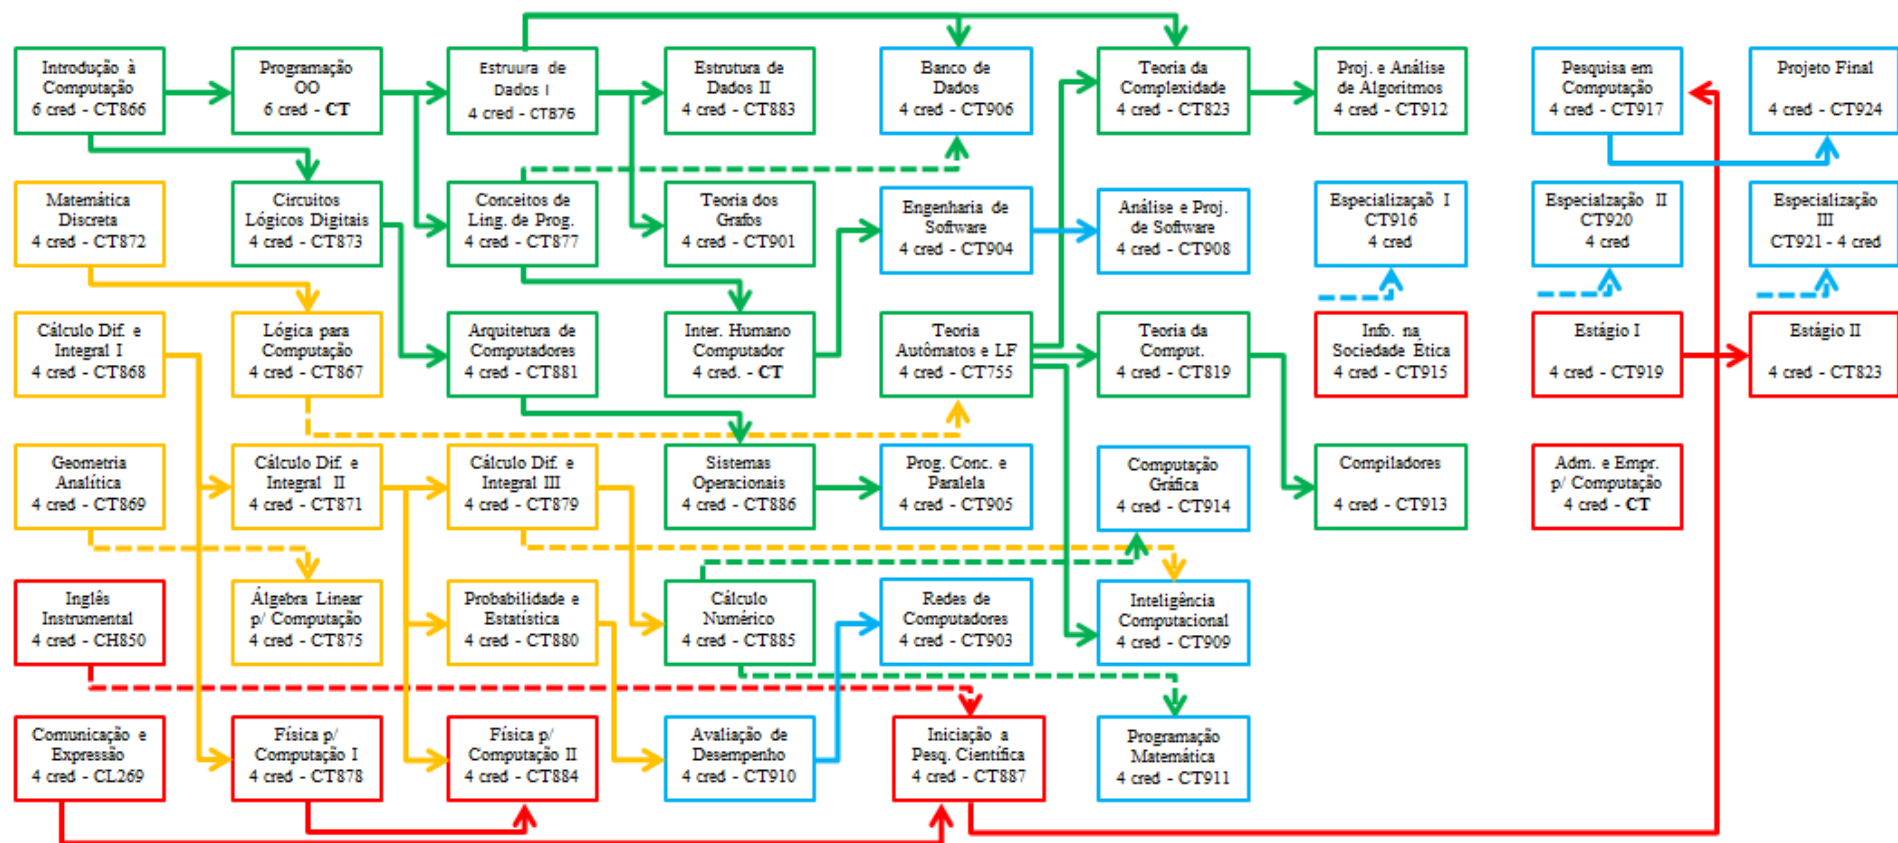 Introdução à
Computação
6 cred - CT866
Programação
OO
6 cred - CT
Estruura de
Dados I
4 cred - CT876
Estrutura de
Dados II
4 cred - CT883
Banco de
Dados
4 cred - CT906
Teoria da
Complexidade
4 cred - CT823
Proj. e Análise
de Algoritmos
4 cred - CT912
Pesquisa em
Computação
4 cred - CT917
Projeto Final
4 cred - CT924
Matemática
Discreta
4 cred - CT872
Circuitos
Lógicos Digitais
4 cred - CT873
Conceitos de
Ling. de Prog.
4 cred - CT877
Teoria dos
Grafos
4 cred - CT901
Engenharia de
Software
4 cred - CT904
Análise e Proj.
de Software
4 cred - CT908
Especializaçaõ I
CT916
4 cred
Especialzação II
CT920
4 cred
Especialização
III
CT921 - 4 cred
Cálculo Dif. e
Integral I
4 cred - CT868
Lógica para
Computação
4 cred - CT867
Arquitetura de
Computadores
4 cred - CT881
Inter. Humano
Computador
4 cred. - CT
Teoria
Autômatos e LF
4 cred - CT755
Teoria da
Comput.
4 cred - CT819
Info. na
Sociedade Ética
4 cred - CT915
Estágio I
4 cred - CT919
Estágio II
4 cred - CT823
Geometria
Analítica
4 cred - CT869
Cálculo Dif. e
Integral II
4 cred - CT871
Cálculo Dif. e
Integral III
4 cred - CT879
Sistemas
Operacionais
4 cred - CT886
Prog. Conc. e
Paralela
4 cred - CT905
Computação
Gráfica
4 cred - CT914
Compiladores
4 cred - CT913
Adm. e Empr.
p/ Computação
4 cred - CT
Inglês
Instrumental
4 cred - CH850
Álgebra Linear
p/ Computação
4 cred - CT875
Probabilidade e
Estatística
4 cred - CT880
Cálculo
Numérico
4 cred - CT885
Redes de
Computadores
4 cred - CT903
Inteligência
Computacional
4 cred - CT909
Comunicação e
Expressão
4 cred - CL269
Física p/
Computação I
4 cred - CT878
Física p/
Computação II
4 cred - CT884
Avaliação de
Desempenho
4 cred - CT910
Iniciação a
Pesq. Científica
4 cred - CT887
Programação
Matemática
4 cred - CT911